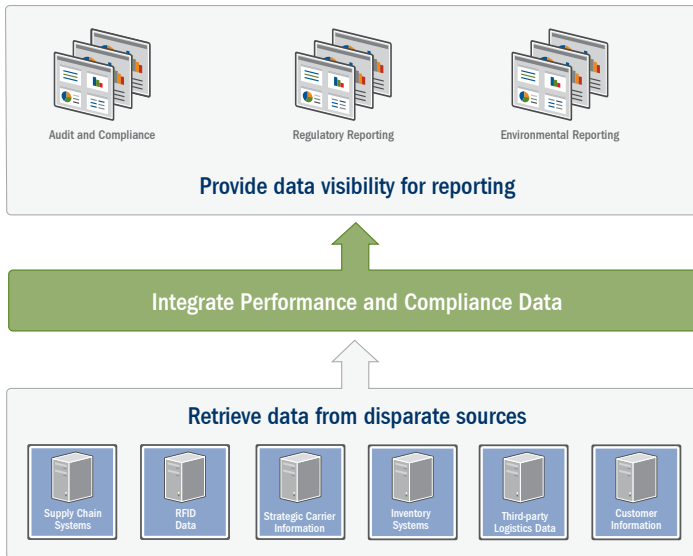 Audit and Compliance
Regulatory Reporting
Environmental Reporting
Provide data visibility for reporting
Integrate Performance and Compliance Data
Retrieve data from disparate sources
Supply Chain
Systems
RFID
Data
Strategic Carrier
Information
Inventory
Systems
Third-party
Logistics Data
Customer
Information